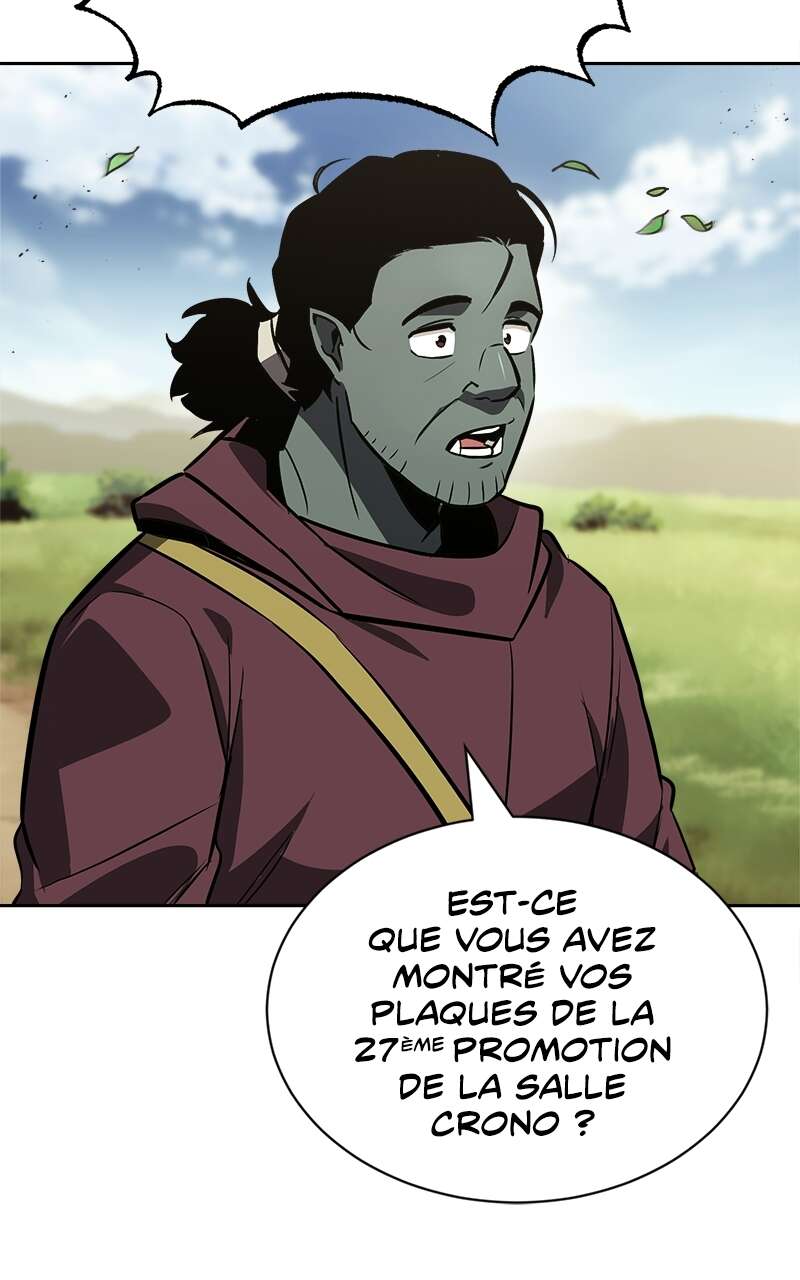 EST-CE
QUE VOUS AVEZ
MONTRÉ VOS
PLAQUES DE LA
27ÈME PROMOTION
DE LA SALLE
CRONO ?